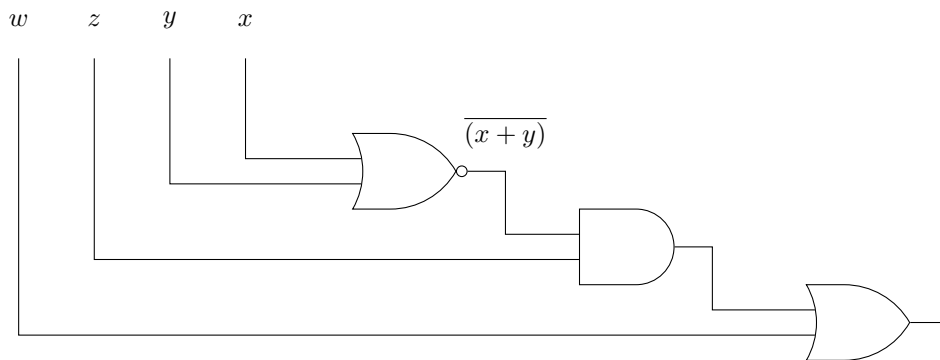 w z y x
\overline{(x + y)}